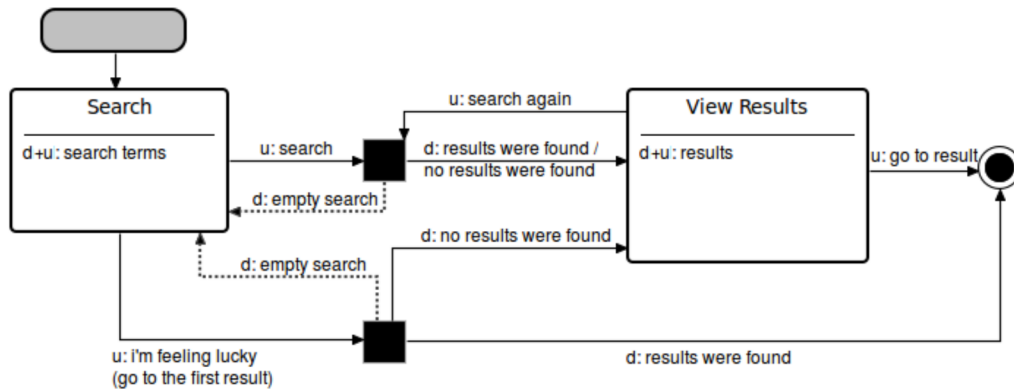 Search
d+u: search terms
u: search
d: empty search
u: search again
d: results were found /
no results were found
View Results
d+u: results
u: go to result
d: no results were found
d: empty search
u: i'm feeling lucky
(go to the first result)
d: results were found